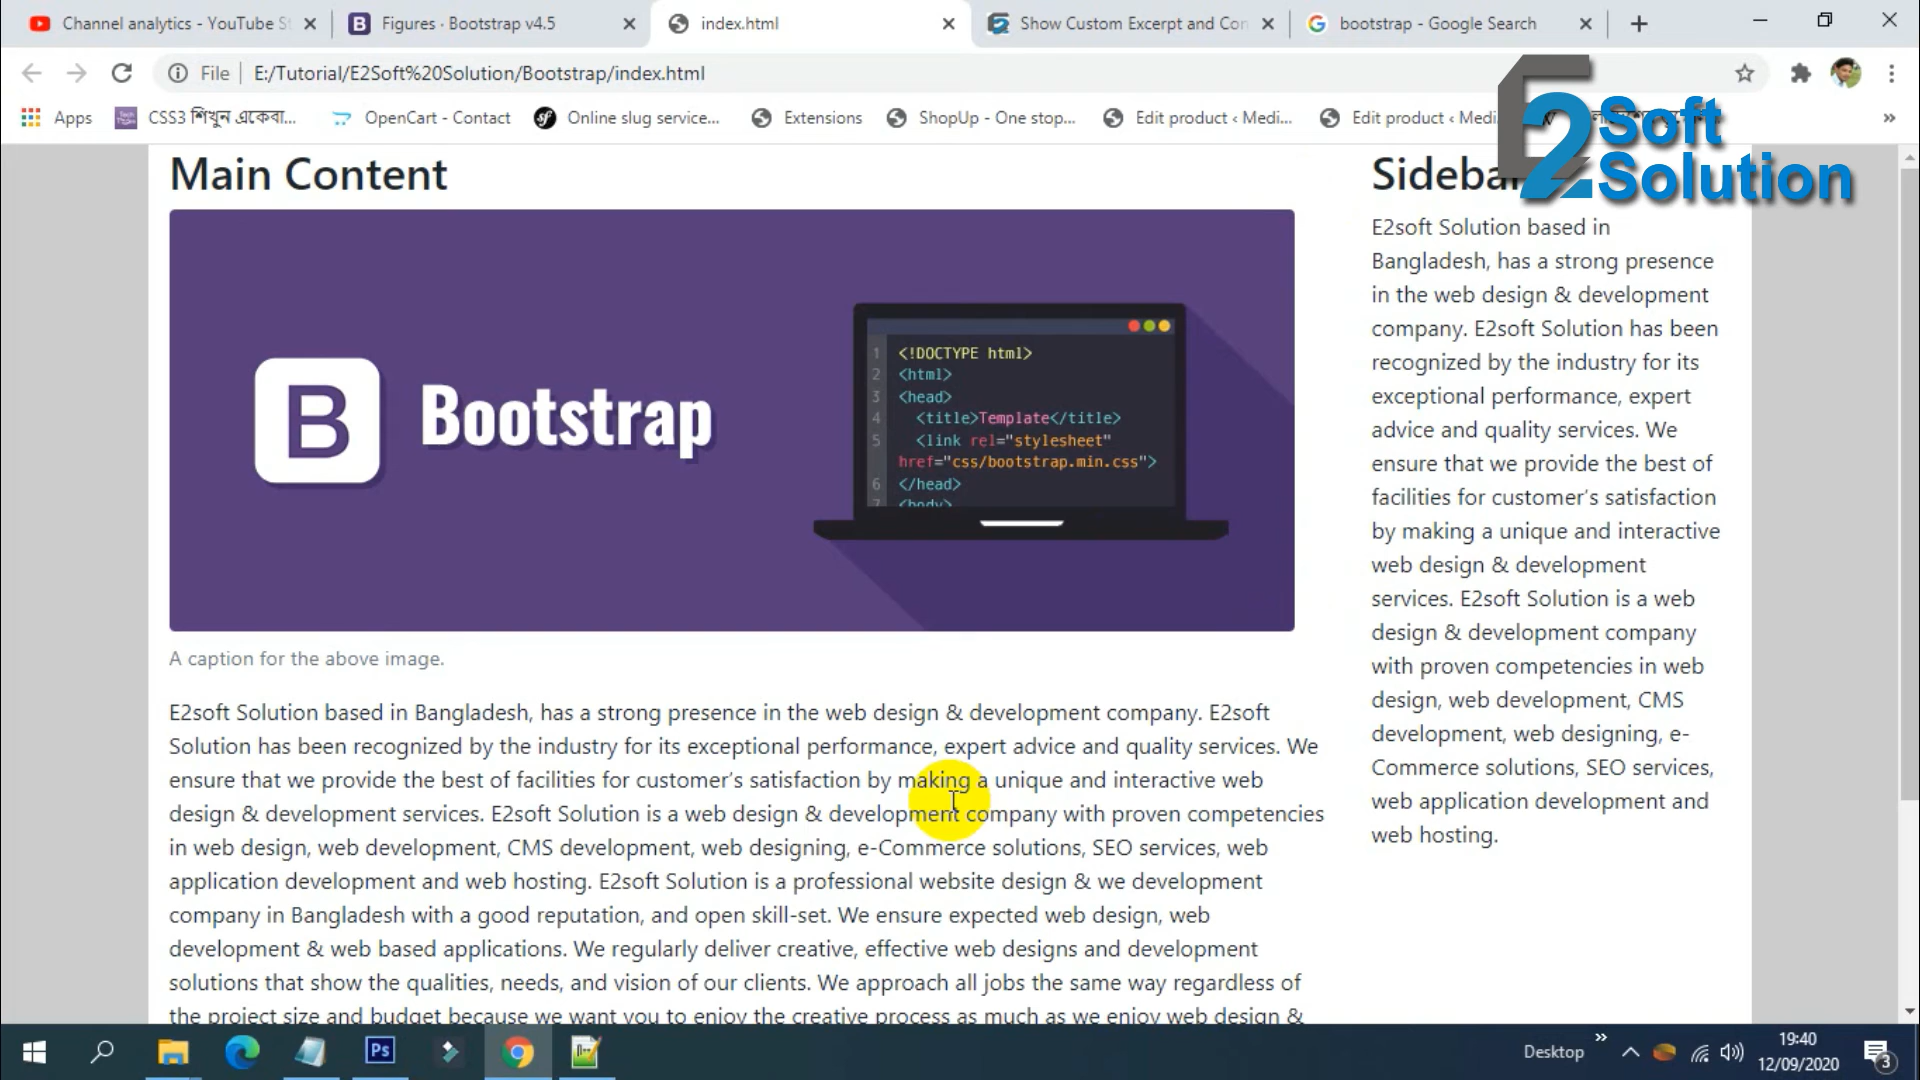 Channel analytics - YouTube S
Figures · Bootstrap v4.5
index.html
Show Custom Excerpt and Con
bootstrap - Google Search
File
E:/Tutorial/E2Soft%20Solution/Bootstrap/index.html
Apps
CSS3 শিখুন একেবা...
OpenCart - Contact
Online slug service...
Extensions
ShopUp - One stop...
Edit product ‹ Medi...
Edit product ‹ Medi
E2 Soft
Solution
Main Content
B Bootstrap
1 <!DOCTYPE html>
2 <html>
3 <head>
4 <title>Template</title>
5 <link rel="stylesheet"
href="css/bootstrap.min.css">
6 </head>
7 <body>
A caption for the above image.
E2soft Solution based in Bangladesh, has a strong presence in the web design & development company. E2soft
Solution has been recognized by the industry for its exceptional performance, expert advice and quality services. We
ensure that we provide the best of facilities for customer’s satisfaction by making a unique and interactive web
design & development services. E2soft Solution is a web design & development company with proven competencies
in web design, web development, CMS development, web designing, e-Commerce solutions, SEO services, web
application development and web hosting. E2soft Solution is a professional website design & we development
company in Bangladesh with a good reputation, and open skill-set. We ensure expected web design, web
development & web based applications. We regularly deliver creative, effective web designs and development
solutions that show the qualities, needs, and vision of our clients. We approach all jobs the same way regardless of
the project size and budget because we want you to enjoy the creative process as much as we enjoy web design &
Sideba
E2soft Solution based in
Bangladesh, has a strong presence
in the web design & development
company. E2soft Solution has been
recognized by the industry for its
exceptional performance, expert
advice and quality services. We
ensure that we provide the best of
facilities for customer’s satisfaction
by making a unique and interactive
web design & development
services. E2soft Solution is a web
design & development company
with proven competencies in web
design, web development, CMS
development, web designing, e-
Commerce solutions, SEO services,
web application development and
web hosting.
Ps
Desktop
19:40
12/09/2020
3